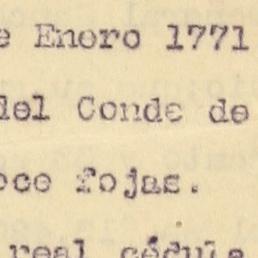 e Enero 1771
del Conde de
oce fojas.
real cédula